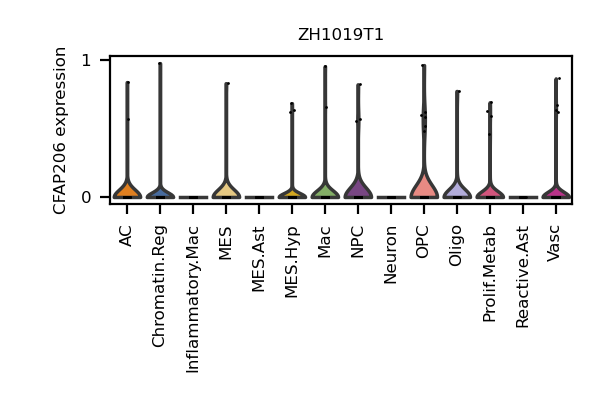 ZH1019T1
CFAP206 expression
1
0
AC
Chromatin.Reg
Inflammatory.Mac
MES
MES.Ast
MES.Hyp
Mac
NPC
Neuron
OPC
Oligo
Prolif.Metab
Reactive.Ast
Vasc